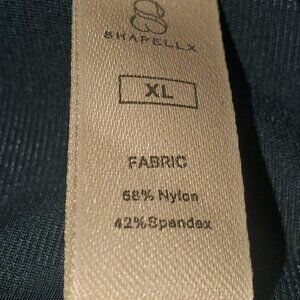 SHAPELLX
XL
FABRIC
58% Nylon
42%Spandex